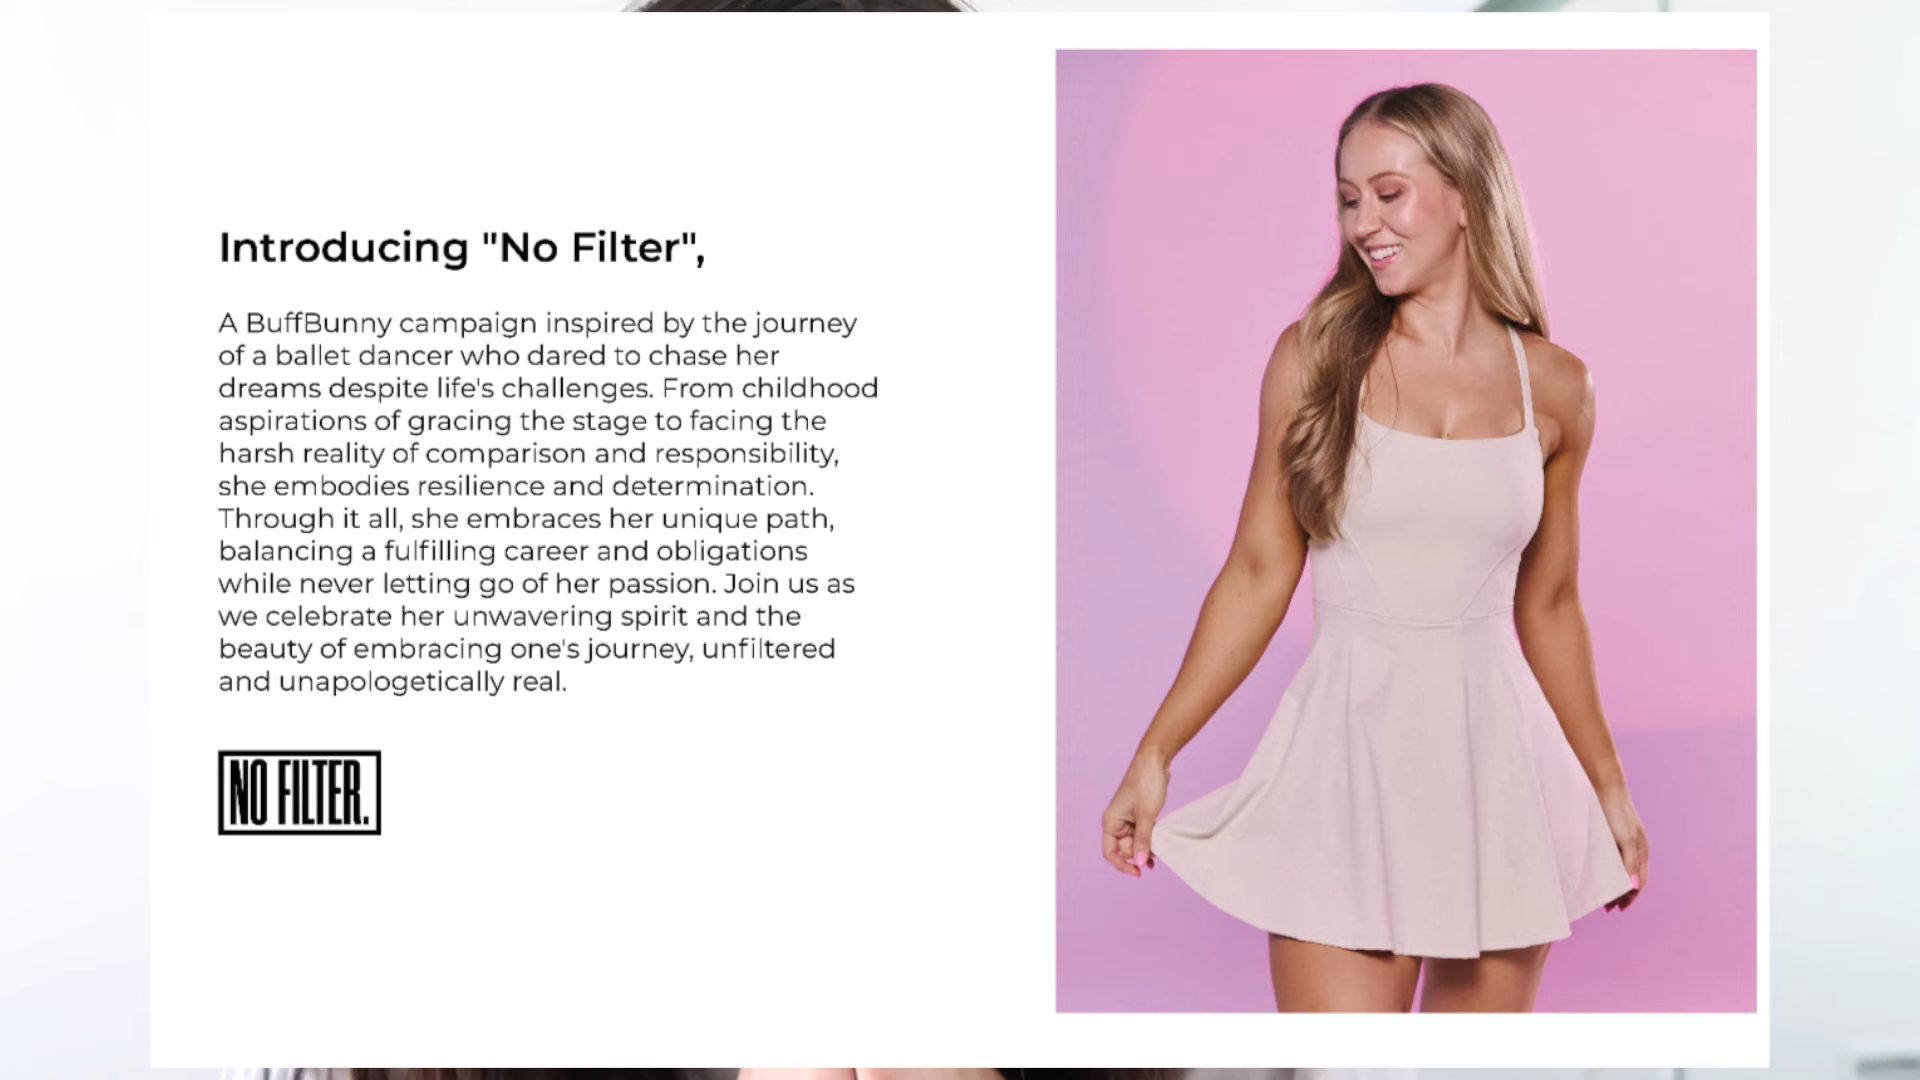 Introducing "No Filter",
A BuffBunny campaign inspired by the journey
of a ballet dancer who dared to chase her
dreams despite life's challenges. From childhood
aspirations of gracing the stage to facing the
harsh reality of comparison and responsibility,
she embodies resilience and determination.
Through it all, she embraces her unique path,
balancing a fulfilling career and obligations
while never letting go of her passion. Join us as
we celebrate her unwavering spirit and the
beauty of embracing one's journey, unfiltered
and unapologetically real.
NO FILTER.